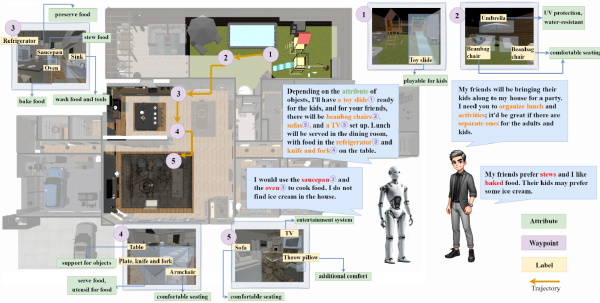 preserve food
3
Refrigerator
stew food
Saucepan
Sink
Oven
bake food
wash food and tools
1
2
3
4
5
1
Toy slide
playable for kids
2
Umbrella
Beanbag
chair
Beanbag
chair
UV protection,
water-resistant
comfortable seating
Depending on the attribute of
objects, I'll have a toy slide① ready
for the kids, and for your friends,
there will be beanbag chairs②,
sofas⑤, and a TV⑤ set up. Lunch
will be served in the dining room,
with food in the refrigerator③ and
knife and fork④ on the table.
My friends will be bringing their
kids along to my house for a party.
I need you to organize lunch and
activities; it'd be great if there are
separate ones for the adults and
kids.
I would use the saucepan③ and
the oven③ to cook food. I do not
find ice cream in the house.
My friends prefer stews and I like
baked food. Their kids may prefer
some ice cream.
4
Table
Plate, knife and fork
Armchair
support for objects
serve food,
utensil for food
comfortable seating
entertainment system
5
TV
Sofa
Throw pillow
additional comfort
comfortable seating
Attribute
Waypoint
Label
Trajectory